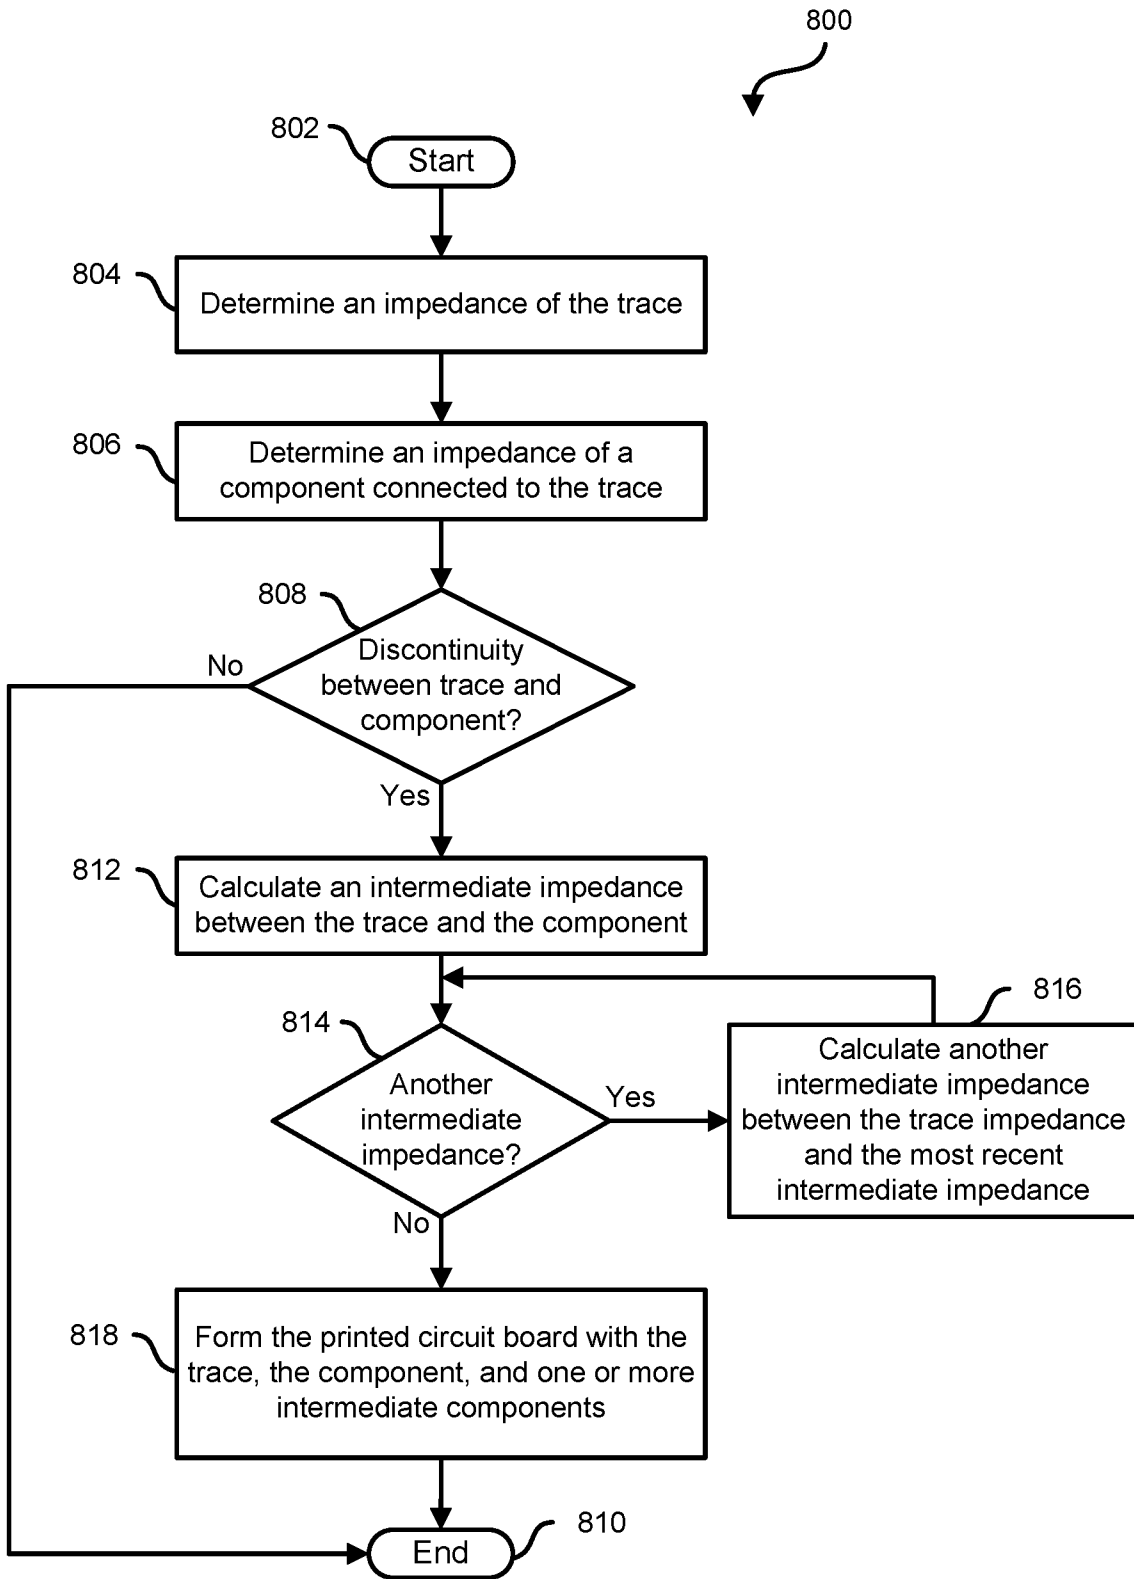 800
802
Start
804
Determine an impedance of the trace
806
Determine an impedance of a
component connected to the trace
808
Discontinuity
between trace and
component?
No
Yes
812
Calculate an intermediate impedance
between the trace and the component
814
Another
intermediate
impedance?
Yes
816
Calculate another
intermediate impedance
between the trace impedance
and the most recent
intermediate impedance
No
818
Form the printed circuit board with the
trace, the component, and one or more
intermediate components
810
End